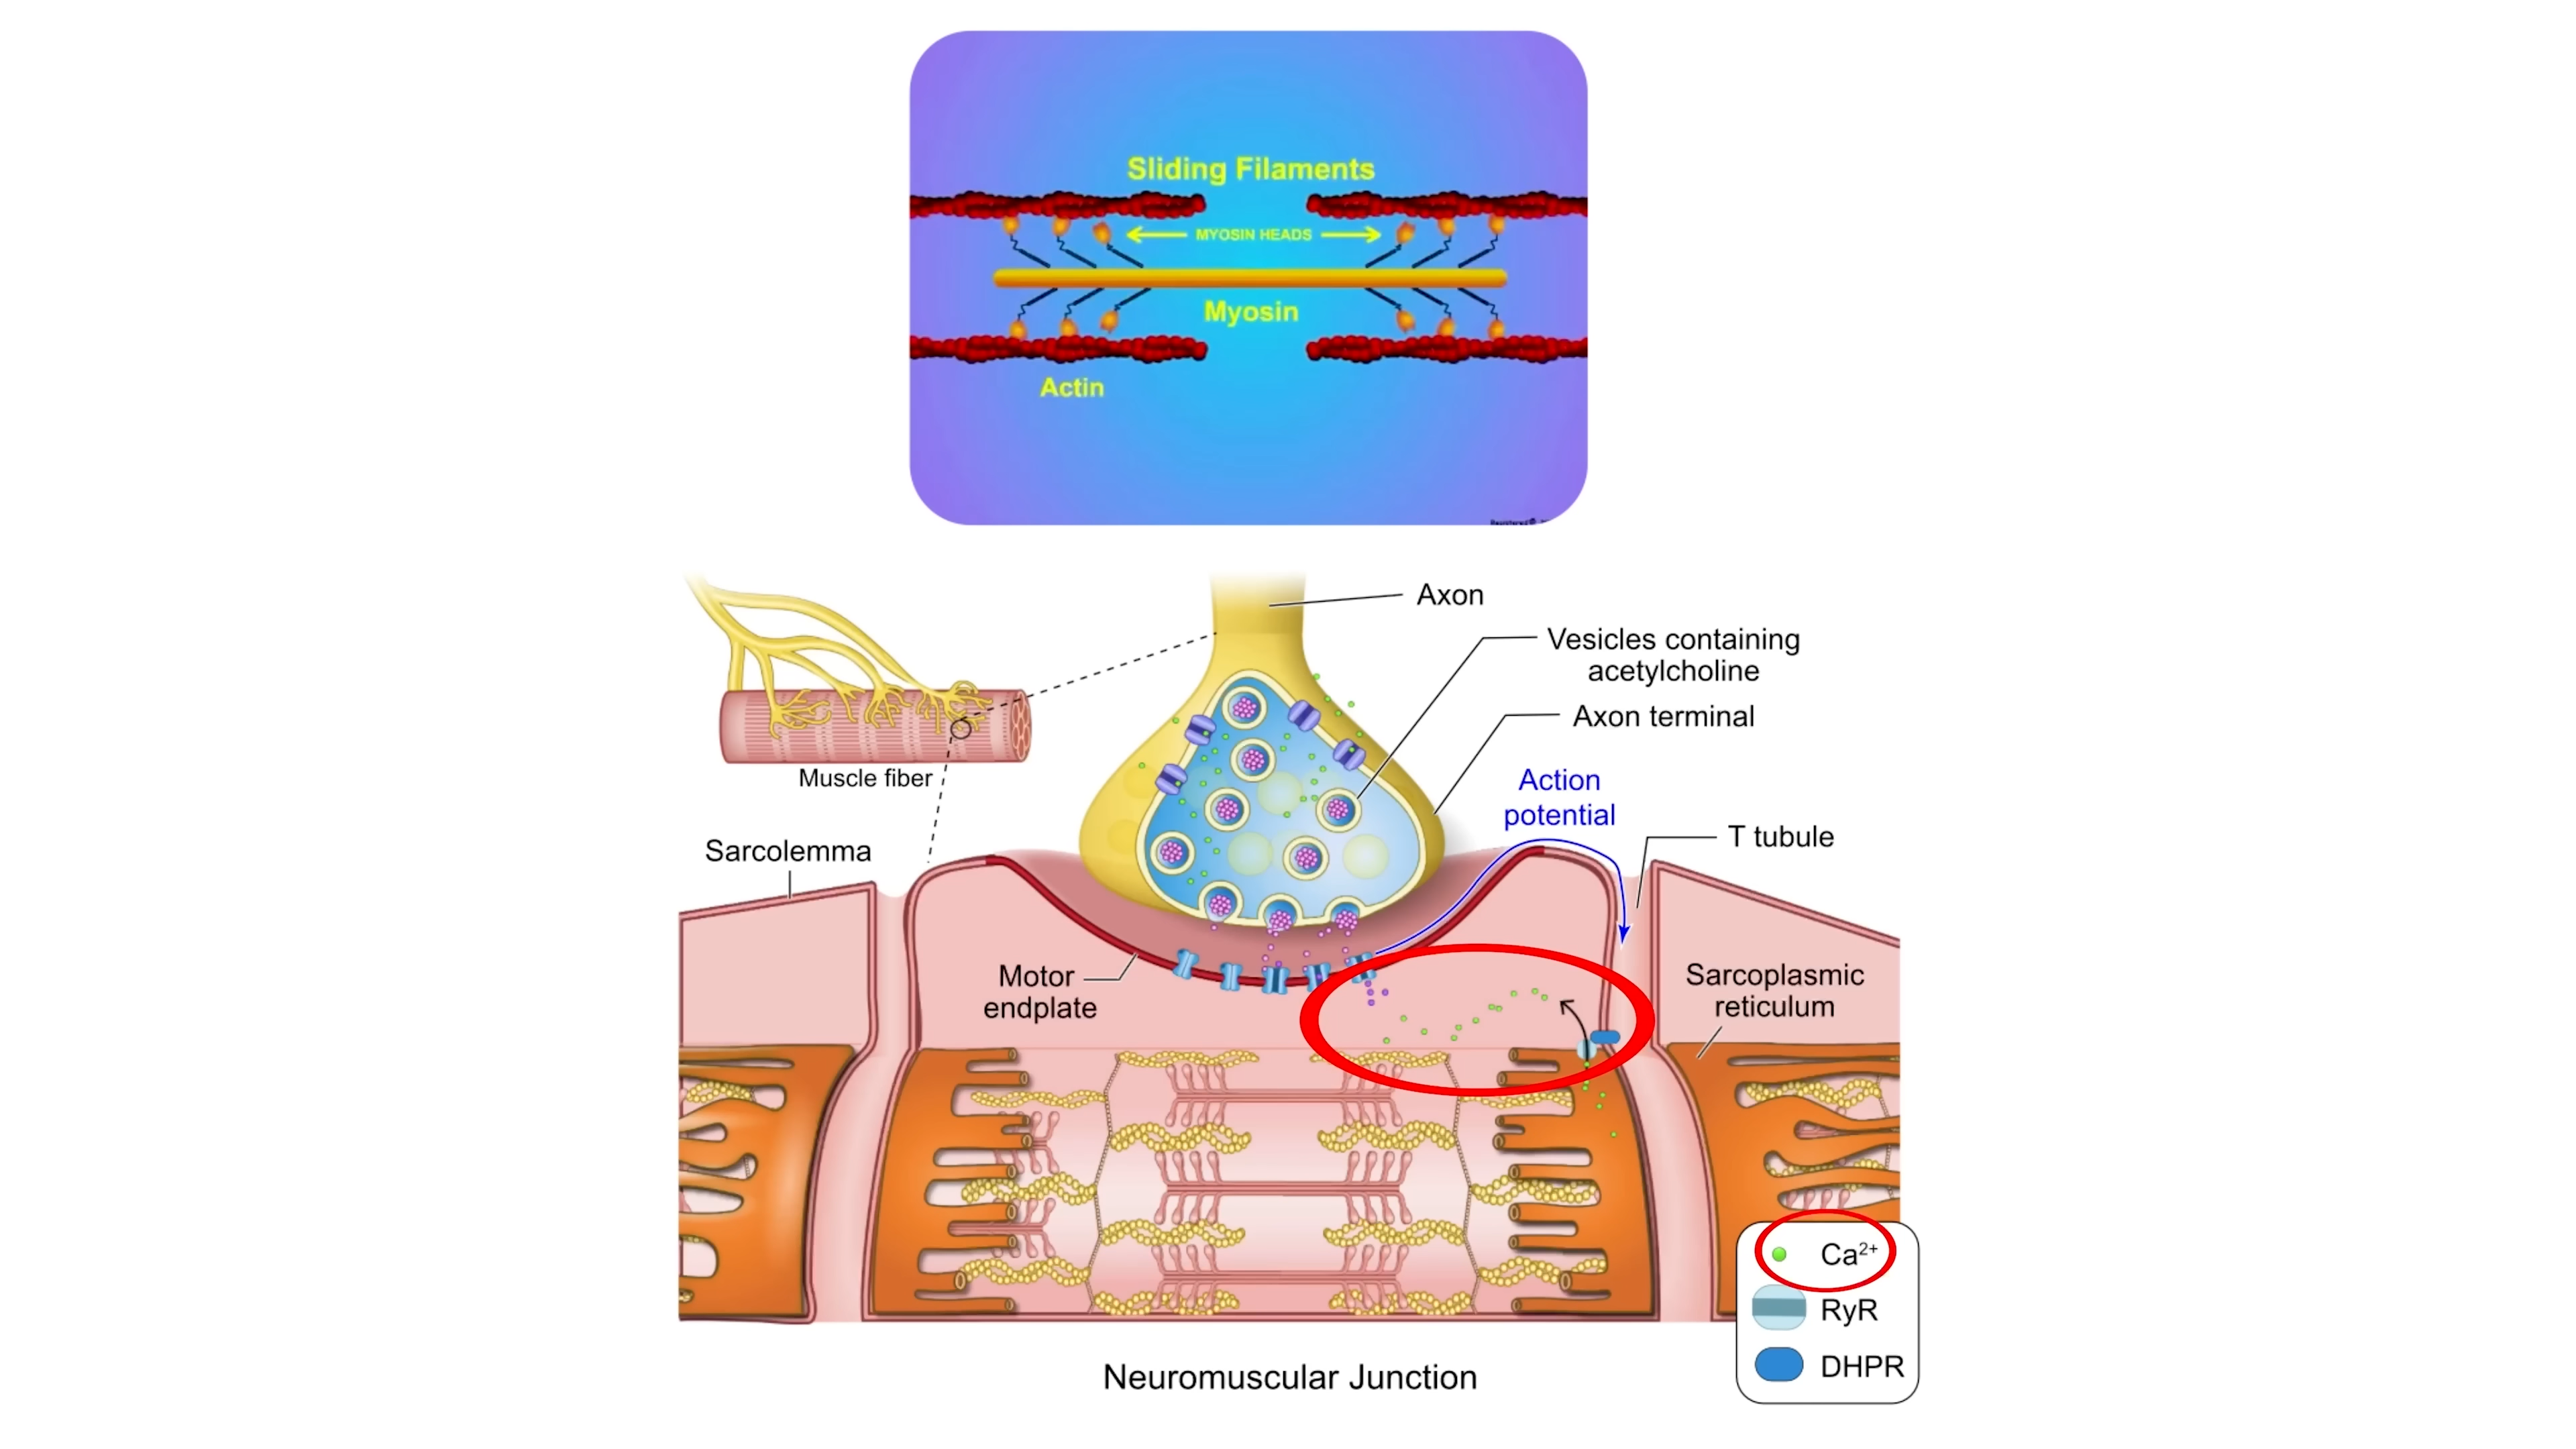 Sliding Filaments
MYOSIN HEADS
Myosin
Actin
Axon
Vesicles containing
acetylcholine
Axon terminal
Muscle fiber
Action
potential
T tubule
Sarcolemma
Motor
endplate
Sarcoplasmic
reticulum
Ca²⁺
RyR
DHPR
Neuromuscular Junction